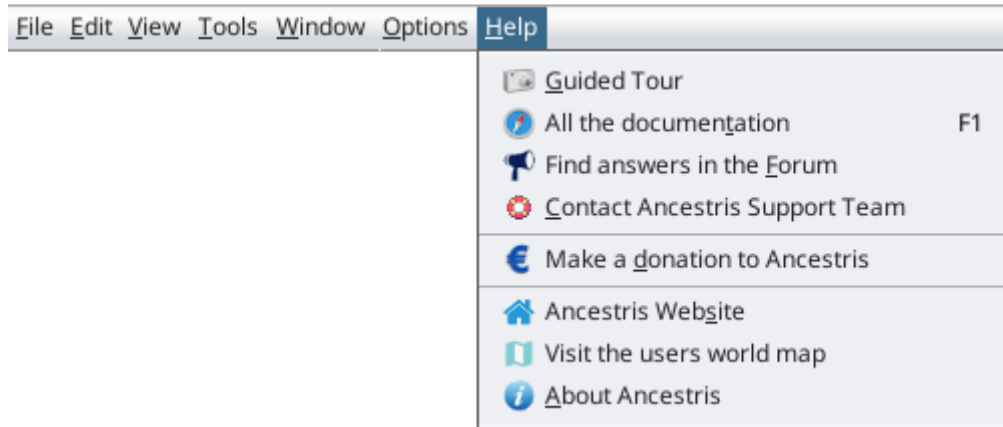 File Edit View Tools Window Options Help
Guided Tour
All the documentation F1
Find answers in the Forum
Contact Ancestris Support Team
€ Make a donation to Ancestris
Ancestris Website
Visit the users world map
i About Ancestris